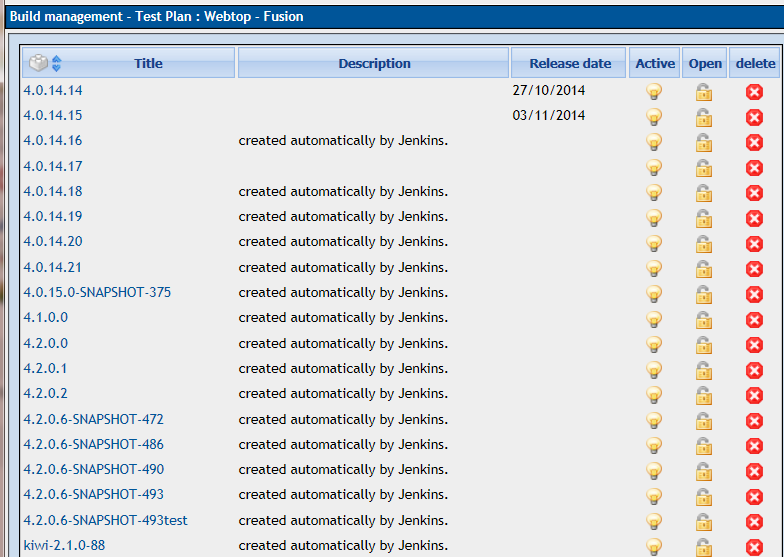 Build management - Test Plan : Webtop - Fusion
Title Description Release date Active Open delete
4.0.14.14 27/10/2014
4.0.14.15 03/11/2014
4.0.14.16 created automatically by Jenkins.
4.0.14.17
4.0.14.18 created automatically by Jenkins.
4.0.14.19 created automatically by Jenkins.
4.0.14.20 created automatically by Jenkins.
4.0.14.21 created automatically by Jenkins.
4.0.15.0-SNAPSHOT-375 created automatically by Jenkins.
4.1.0.0 created automatically by Jenkins.
4.2.0.0 created automatically by Jenkins.
4.2.0.1 created automatically by Jenkins.
4.2.0.2 created automatically by Jenkins.
4.2.0.6-SNAPSHOT-472 created automatically by Jenkins.
4.2.0.6-SNAPSHOT-486 created automatically by Jenkins.
4.2.0.6-SNAPSHOT-490 created automatically by Jenkins.
4.2.0.6-SNAPSHOT-493 created automatically by Jenkins.
4.2.0.6-SNAPSHOT-493test created automatically by Jenkins.
kiwi-2.1.0-88 created automatically by Jenkins.